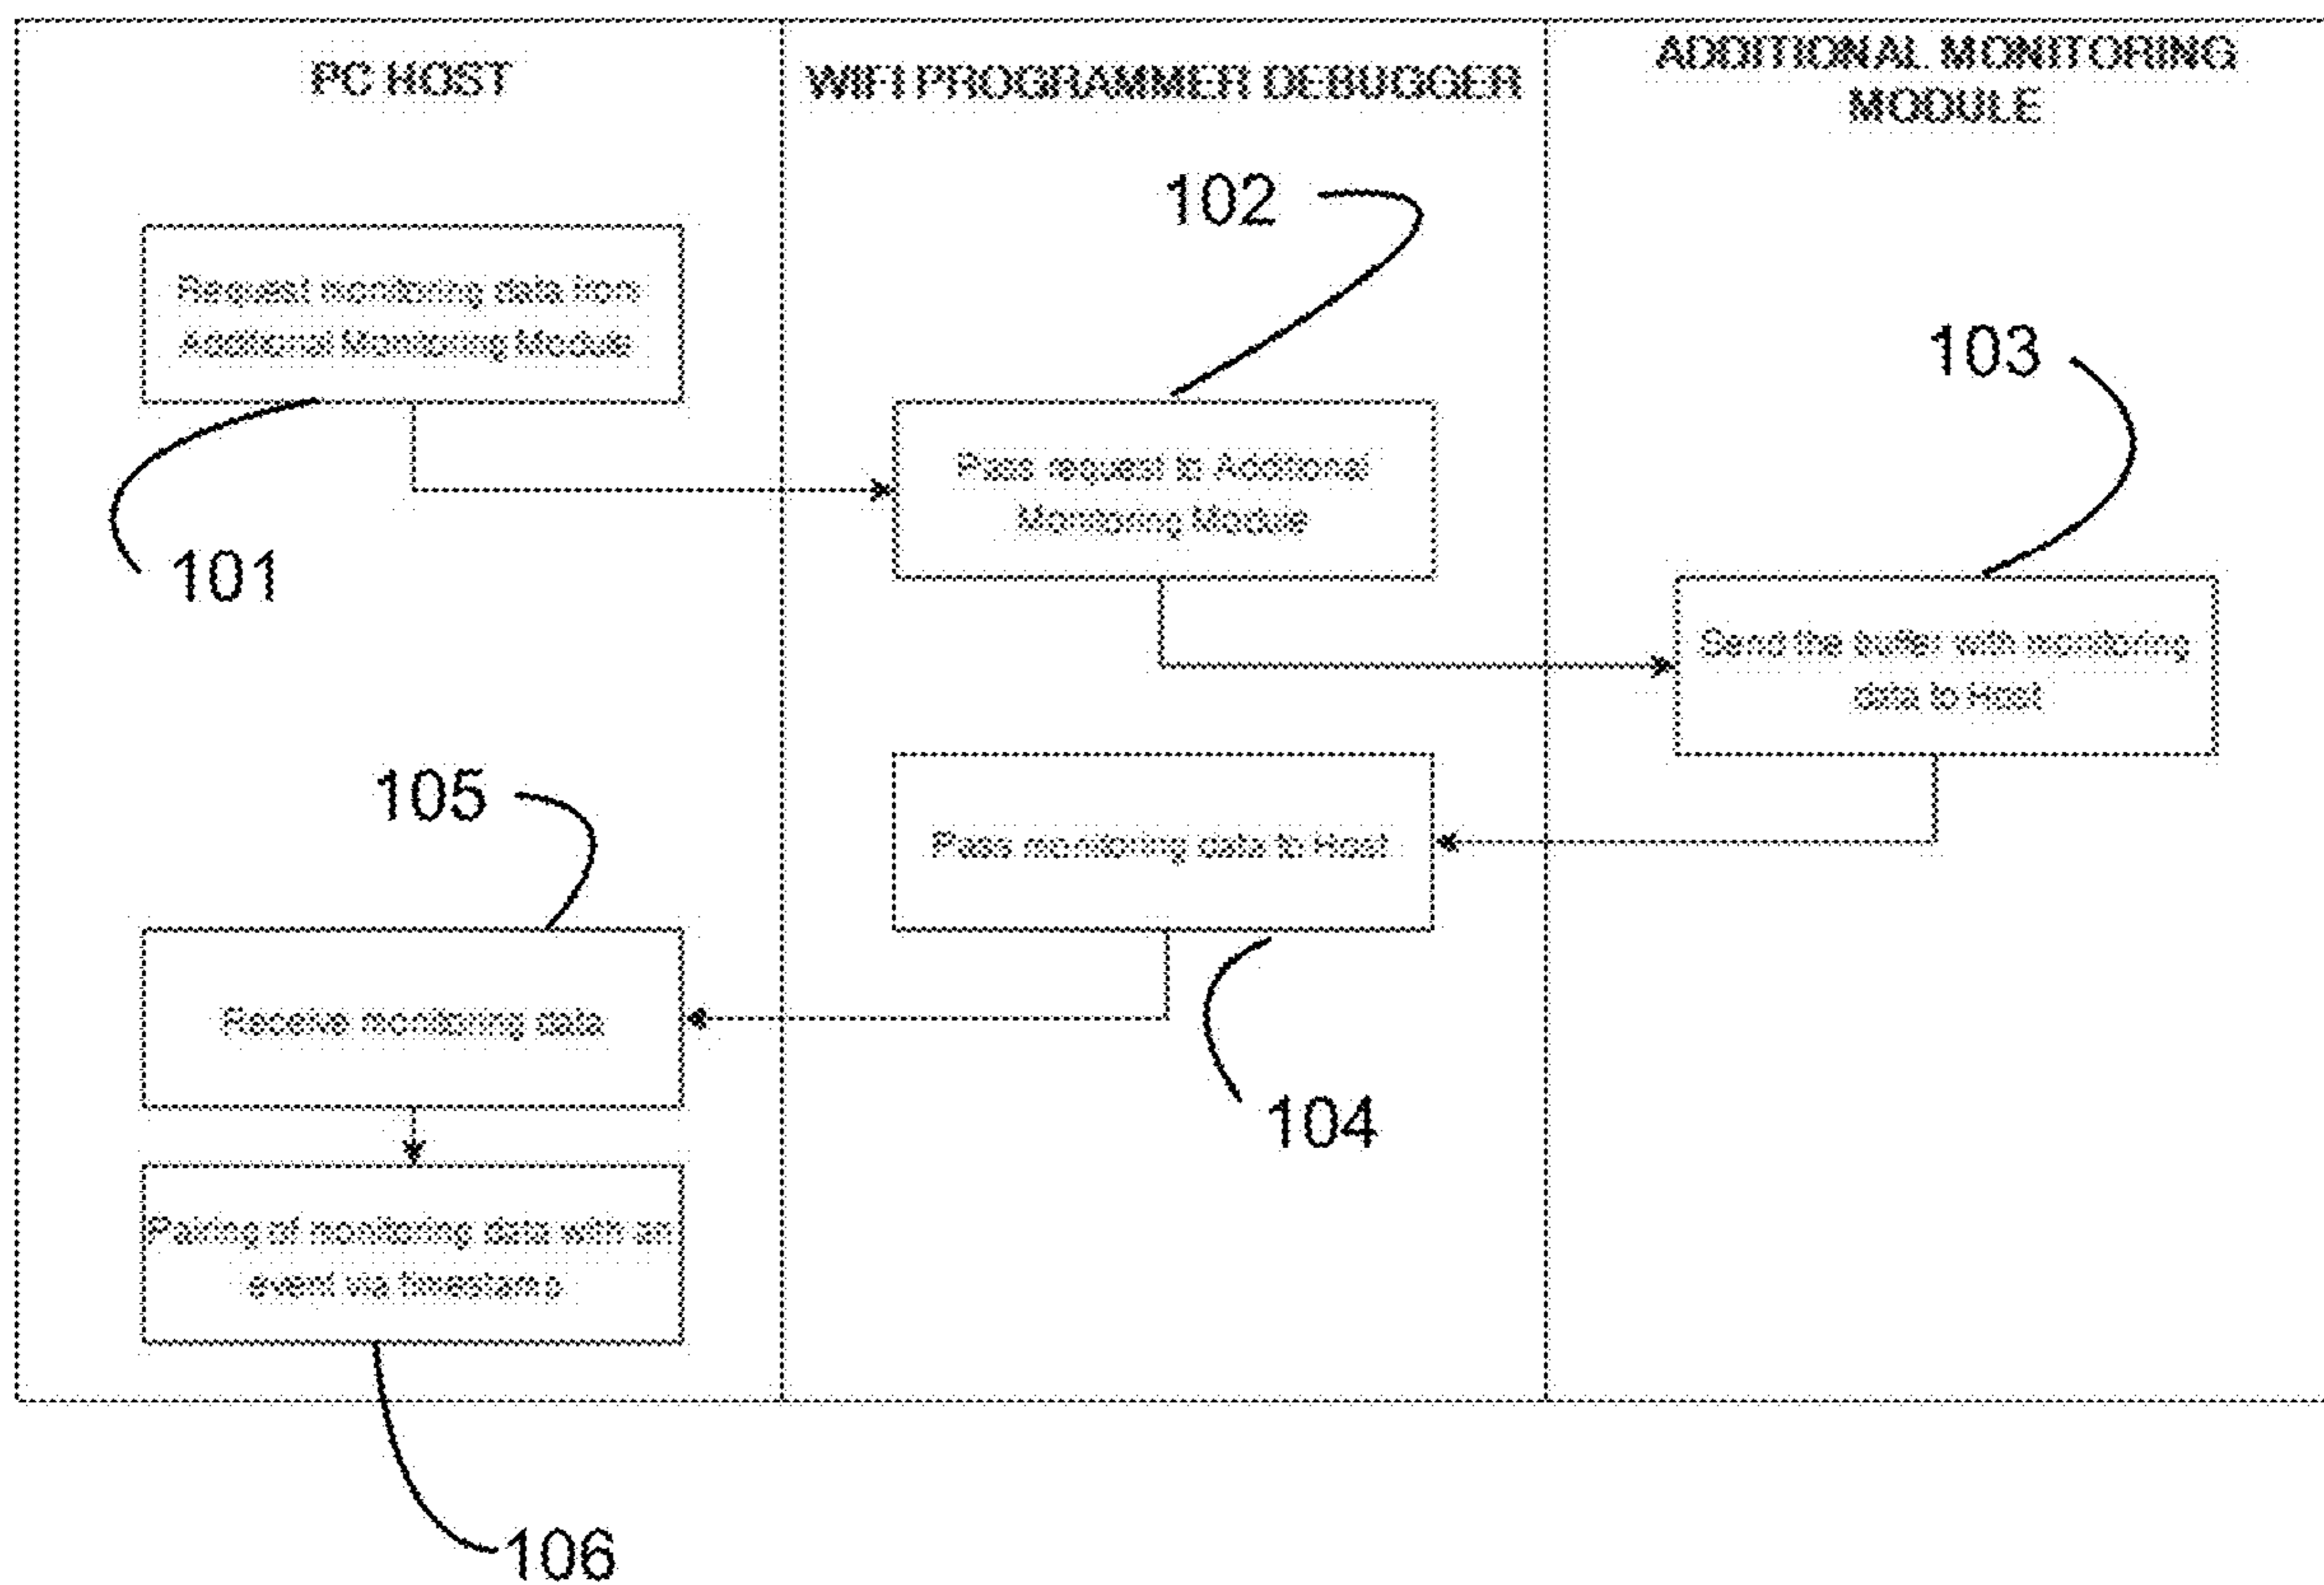 PC HOST
WIFI PROGRAMMER DEBUGGER
ADDITIONAL MONITORING
MODULE
102
Request monitoring data from
Additional Monitoring Module
103
Pass request to Additional
Monitoring Module
101
Send the buffer with monitoring
data to Host
105
Pass monitoring data to Host
Receive monitoring data
104
Pairing of monitoring data with an
event via timestamp
106